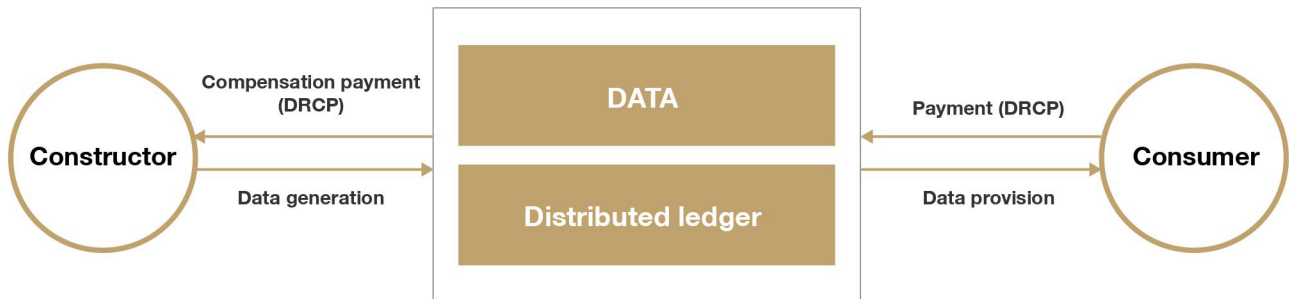 Constructor
Compensation payment
(DRCP)
Data generation
DATA
Distributed ledger
Payment (DRCP)
Data provision
Consumer